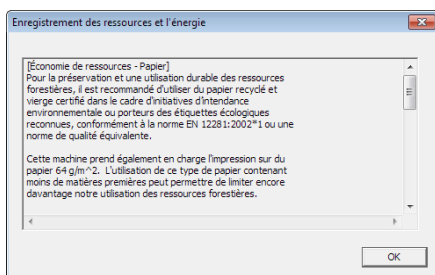 Enregistrement des ressources et l'énergie
[Économie de ressources - Papier]
Pour la préservation et une utilisation durable des ressources
forestières, il est recommandé d'utiliser du papier recyclé et
vierge certifié dans le cadre d'initiatives d'intendance
environnementale ou porteurs des étiquettes écologiques
reconnues, conformément à la norme EN 12281:2002*1 ou une
norme de qualité équivalente.
Cette machine prend également en charge l'impression sur du
papier 64 g/m^2. L'utilisation de ce type de papier contenant
moins de matières premières peut permettre de limiter encore
davantage notre utilisation des ressources forestières.
OK